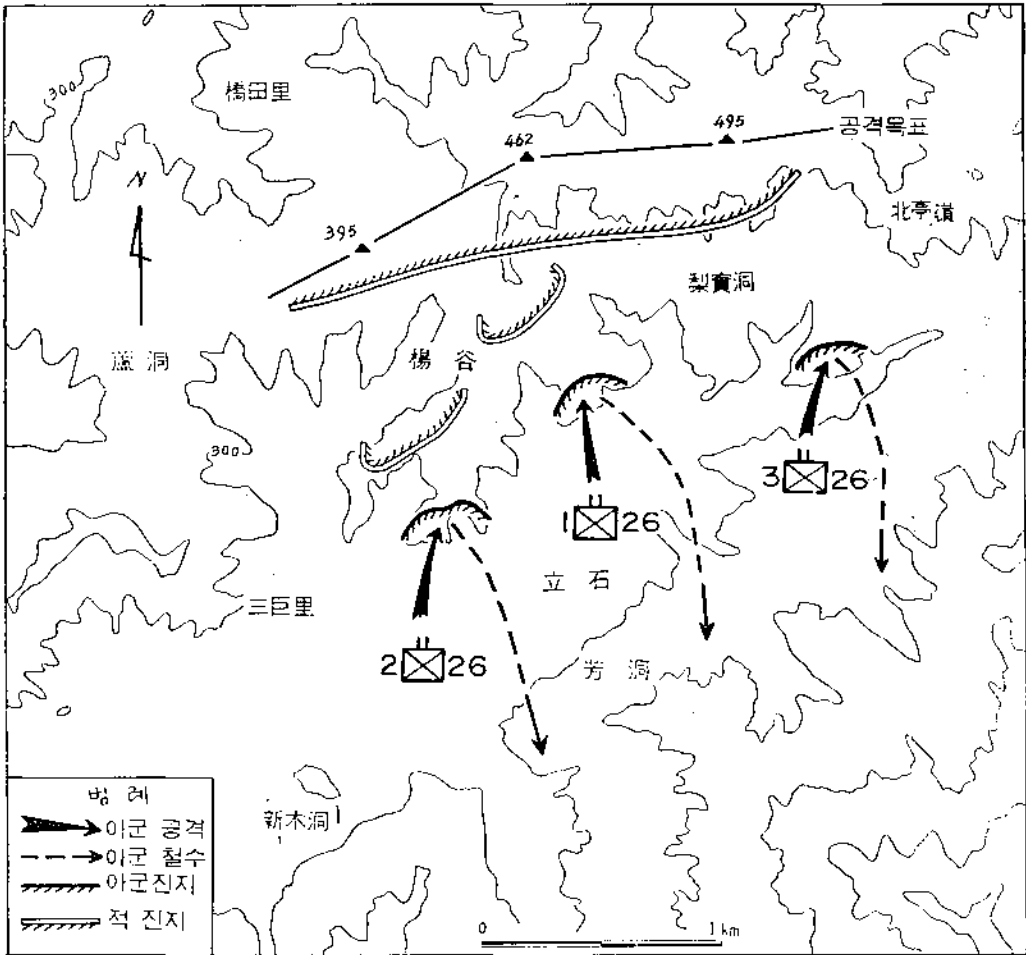 300
橋田里
N
462
495
공격목표
395
北亭嶺
梨實洞
楊谷
300
3 26
1 26
立石
三巨里
2 26
芳洞
新木洞
범례
아군 공격
아군 철수
아군진지
적 진지
0 1km